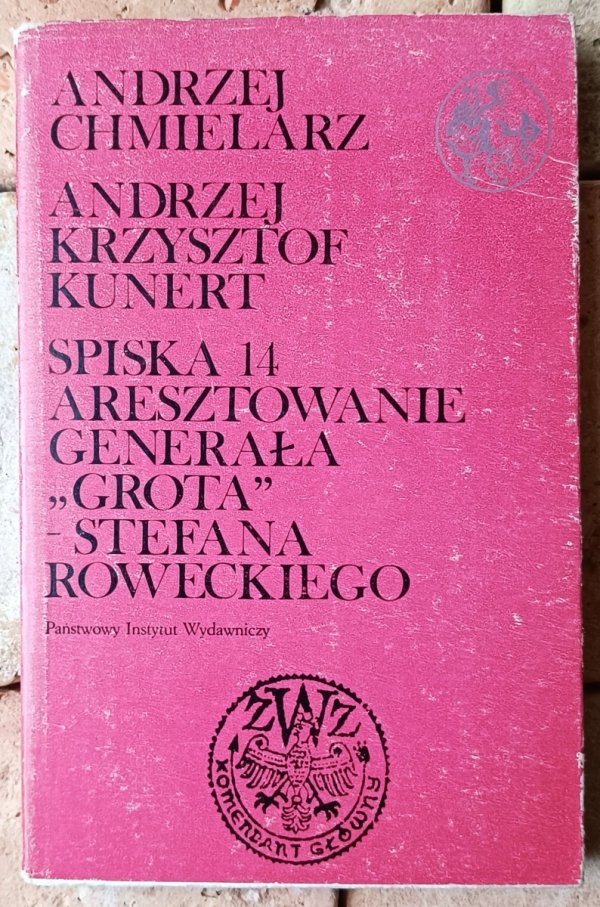 ANDRZEJ
CHMIELARZ
ANDRZEJ
KRZYSZTOF
KUNERT
SPISKA 14
ARESZTOWANIE
GENERAŁA
„GROTA”
- STEFANA
ROWECKIEGO
Państwowy Instytut Wydawniczy
ZWZ
KOMENDANT GŁÓWNY